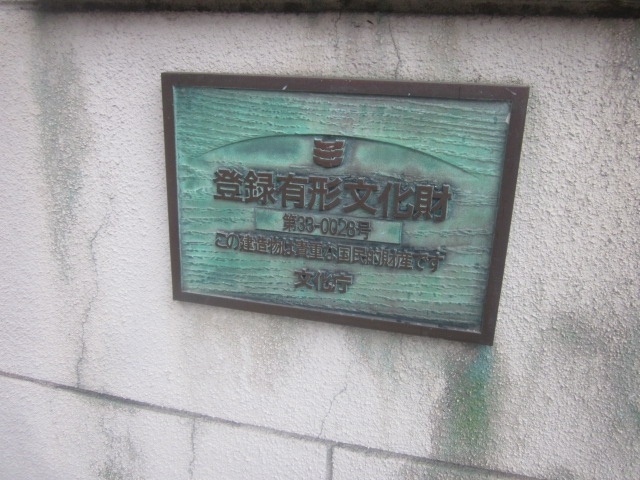 登録有形文化財
第38-0028号
この建造物は貴重な国民的財産です
文化庁